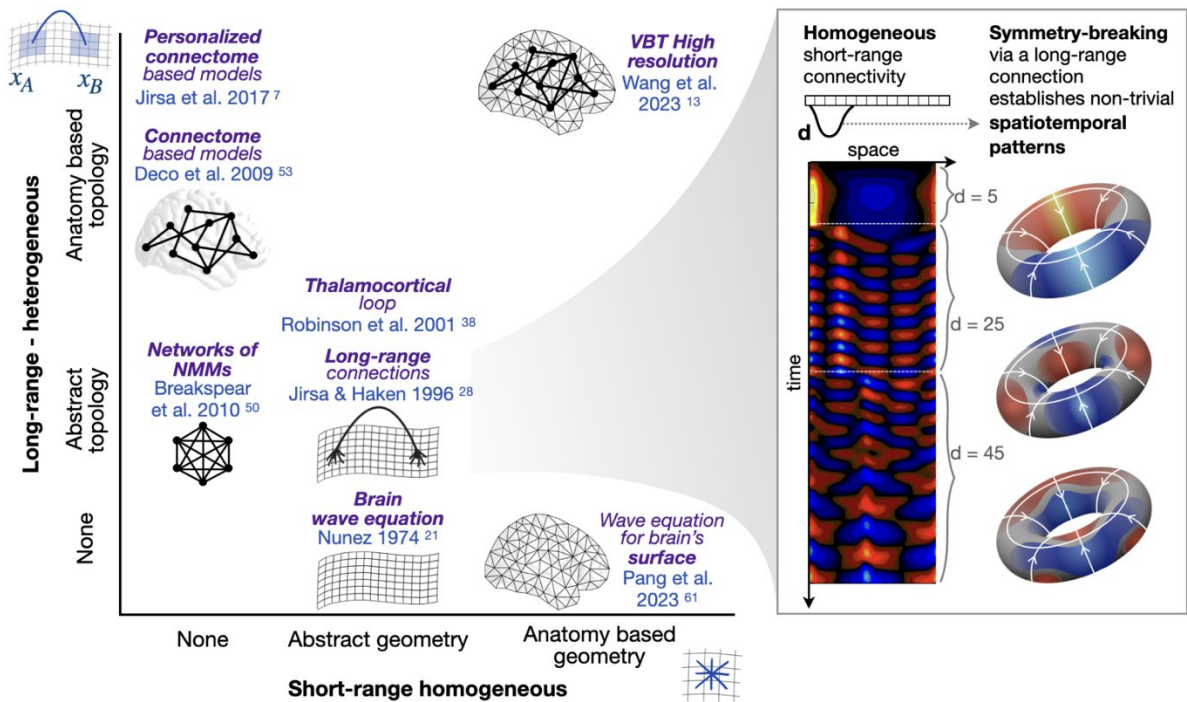 x_A x_B
Long-range - heterogeneous
Anatomy based
topology
Abstract
topology
None
Personalized
connectome
based models
Jirsa et al. 2017 7
Connectome
based models
Deco et al. 2009 53
VBT High
resolution
Wang et al.
2023 13
Thalamocortical
loop
Robinson et al. 2001 38
Networks of
NMMs
Breakspear
et al. 2010 50
Long-range
connections
Jirsa & Haken 1996 28
Brain
wave equation
Nunez 1974 21
Wave equation
for brain's
surface
Pang et al.
2023 61
None
Abstract geometry
Anatomy based
geometry
Short-range homogeneous
Homogeneous
short-range
connectivity
d
space
time
d = 5
d = 25
d = 45
Symmetry-breaking
via a long-range
connection
establishes non-trivial
spatiotemporal
patterns